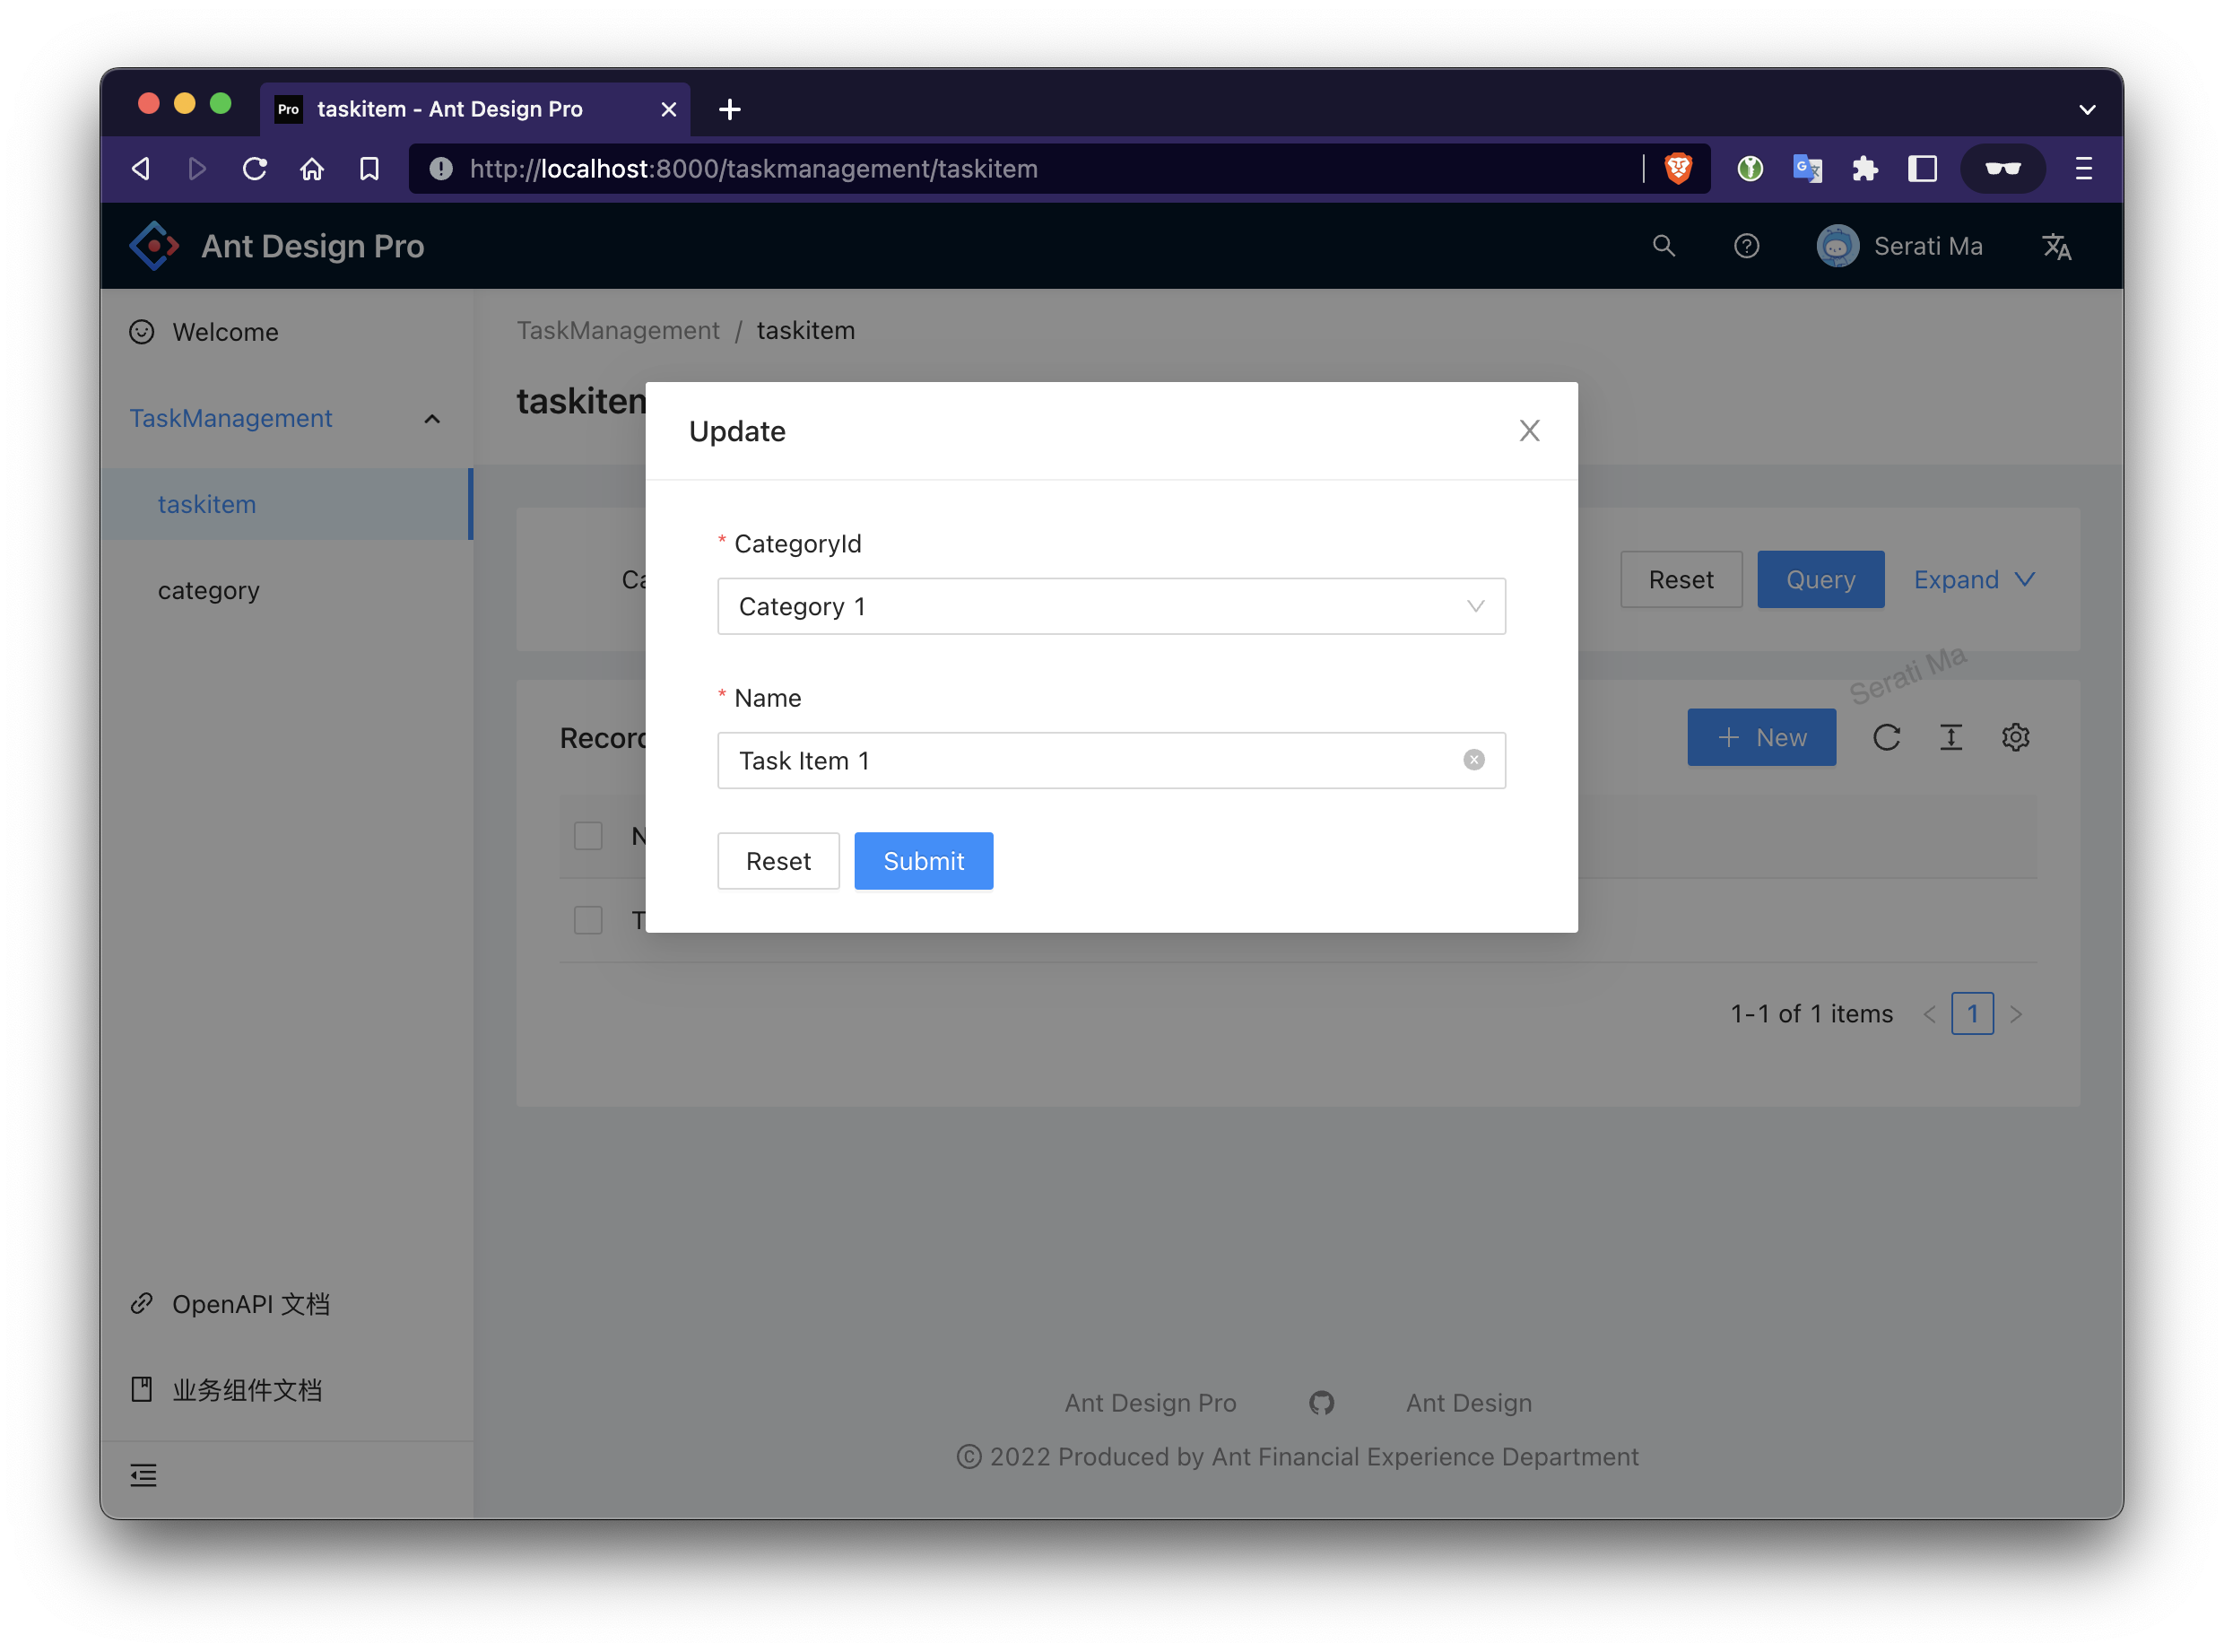 Pro taskitem - Ant Design Pro
http://localhost:8000/taskmanagement/taskitem
Ant Design Pro
Serati Ma
Welcome
TaskManagement
taskitem
category
OpenAPI 文档
业务组件文档
TaskManagement / taskitem
Reset Query Expand
Serati Ma
+ New
1-1 of 1 items < 1 >
Update
* CategoryId
Category 1
* Name
Task Item 1
Reset Submit
Ant Design Pro Ant Design
© 2022 Produced by Ant Financial Experience Department